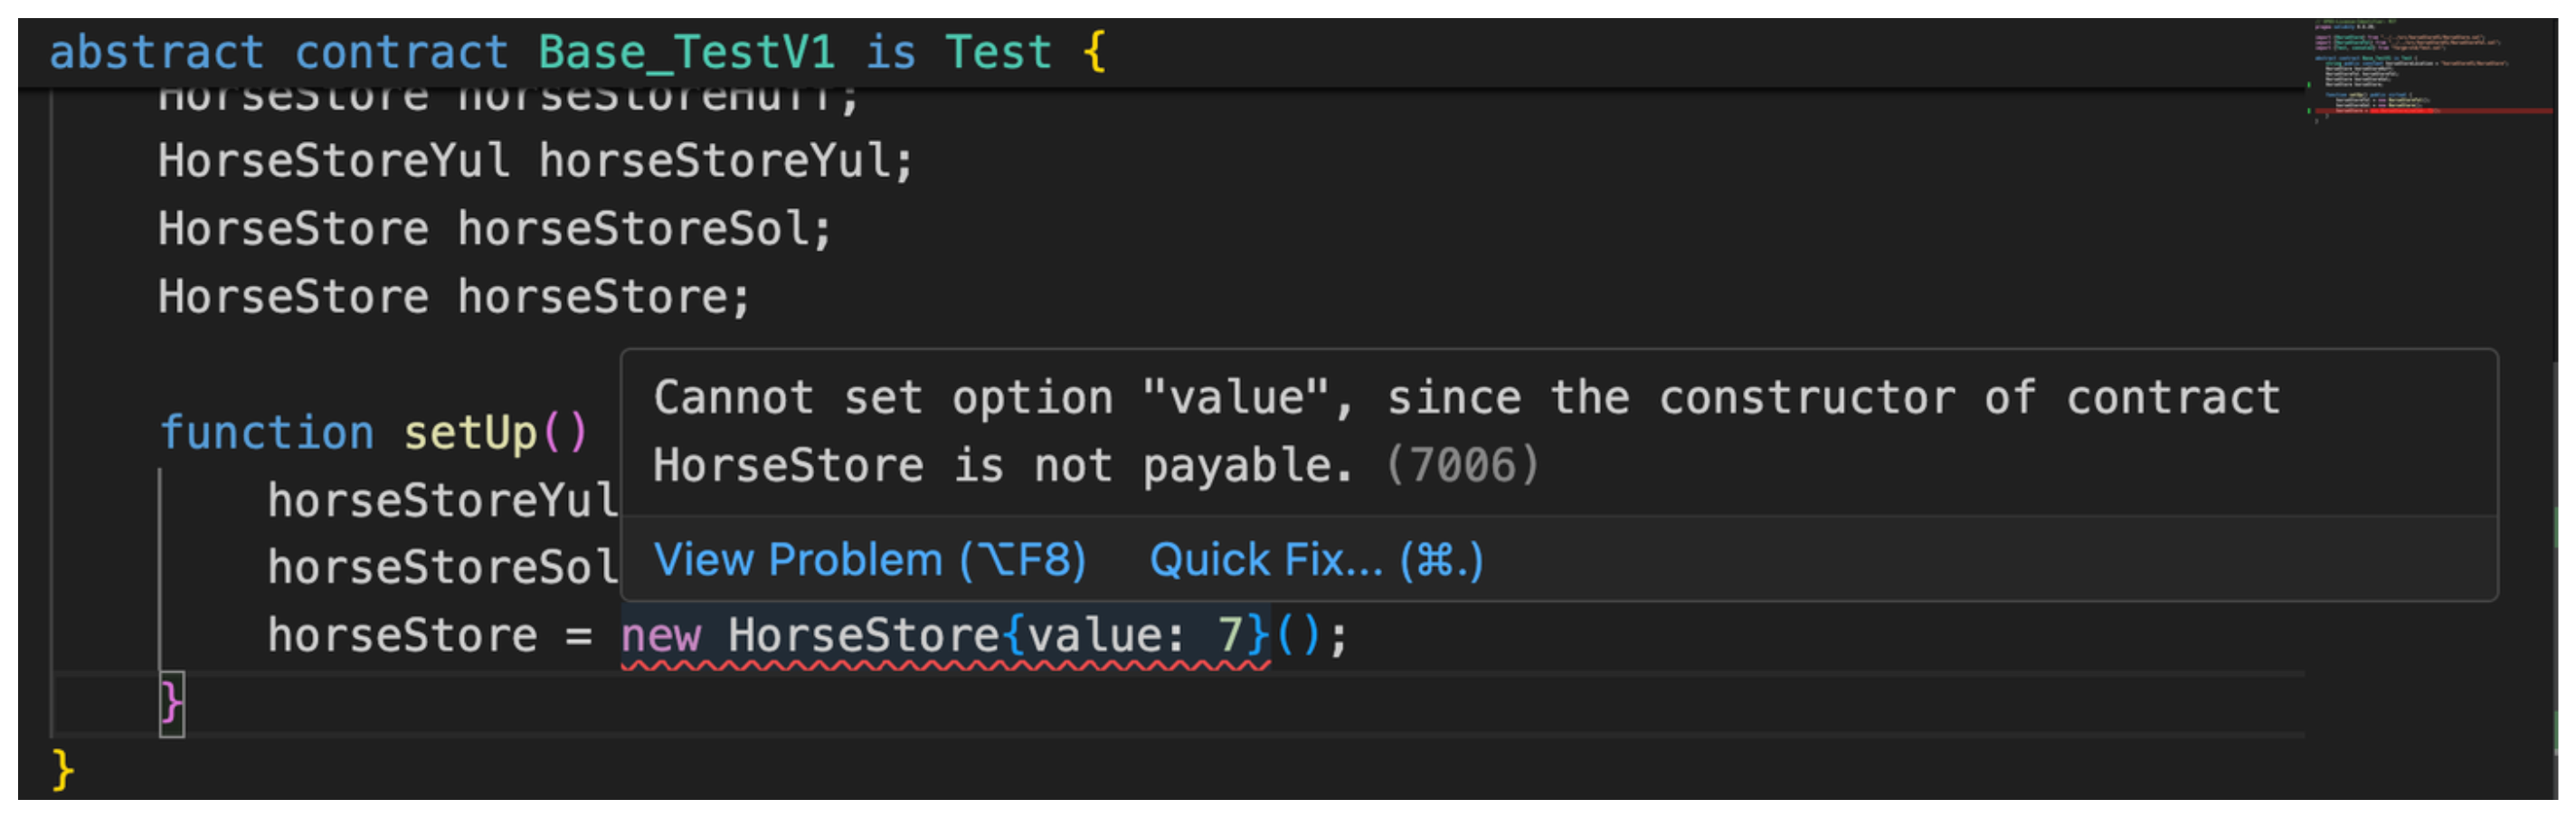 abstract contract Base_TestV1 is Test {
HorseStore horseStoreHuff;
HorseStoreYul horseStoreYul;
HorseStore horseStoreSol;
HorseStore horseStore;
Cannot set option "value", since the constructor of contract
HorseStore is not payable. (7006)
function setUp()
horseStoreYul
horseStoreSol
View Problem (⌥F8) Quick Fix... (⌘.)
horseStore = new HorseStore{value: 7}();
}
}